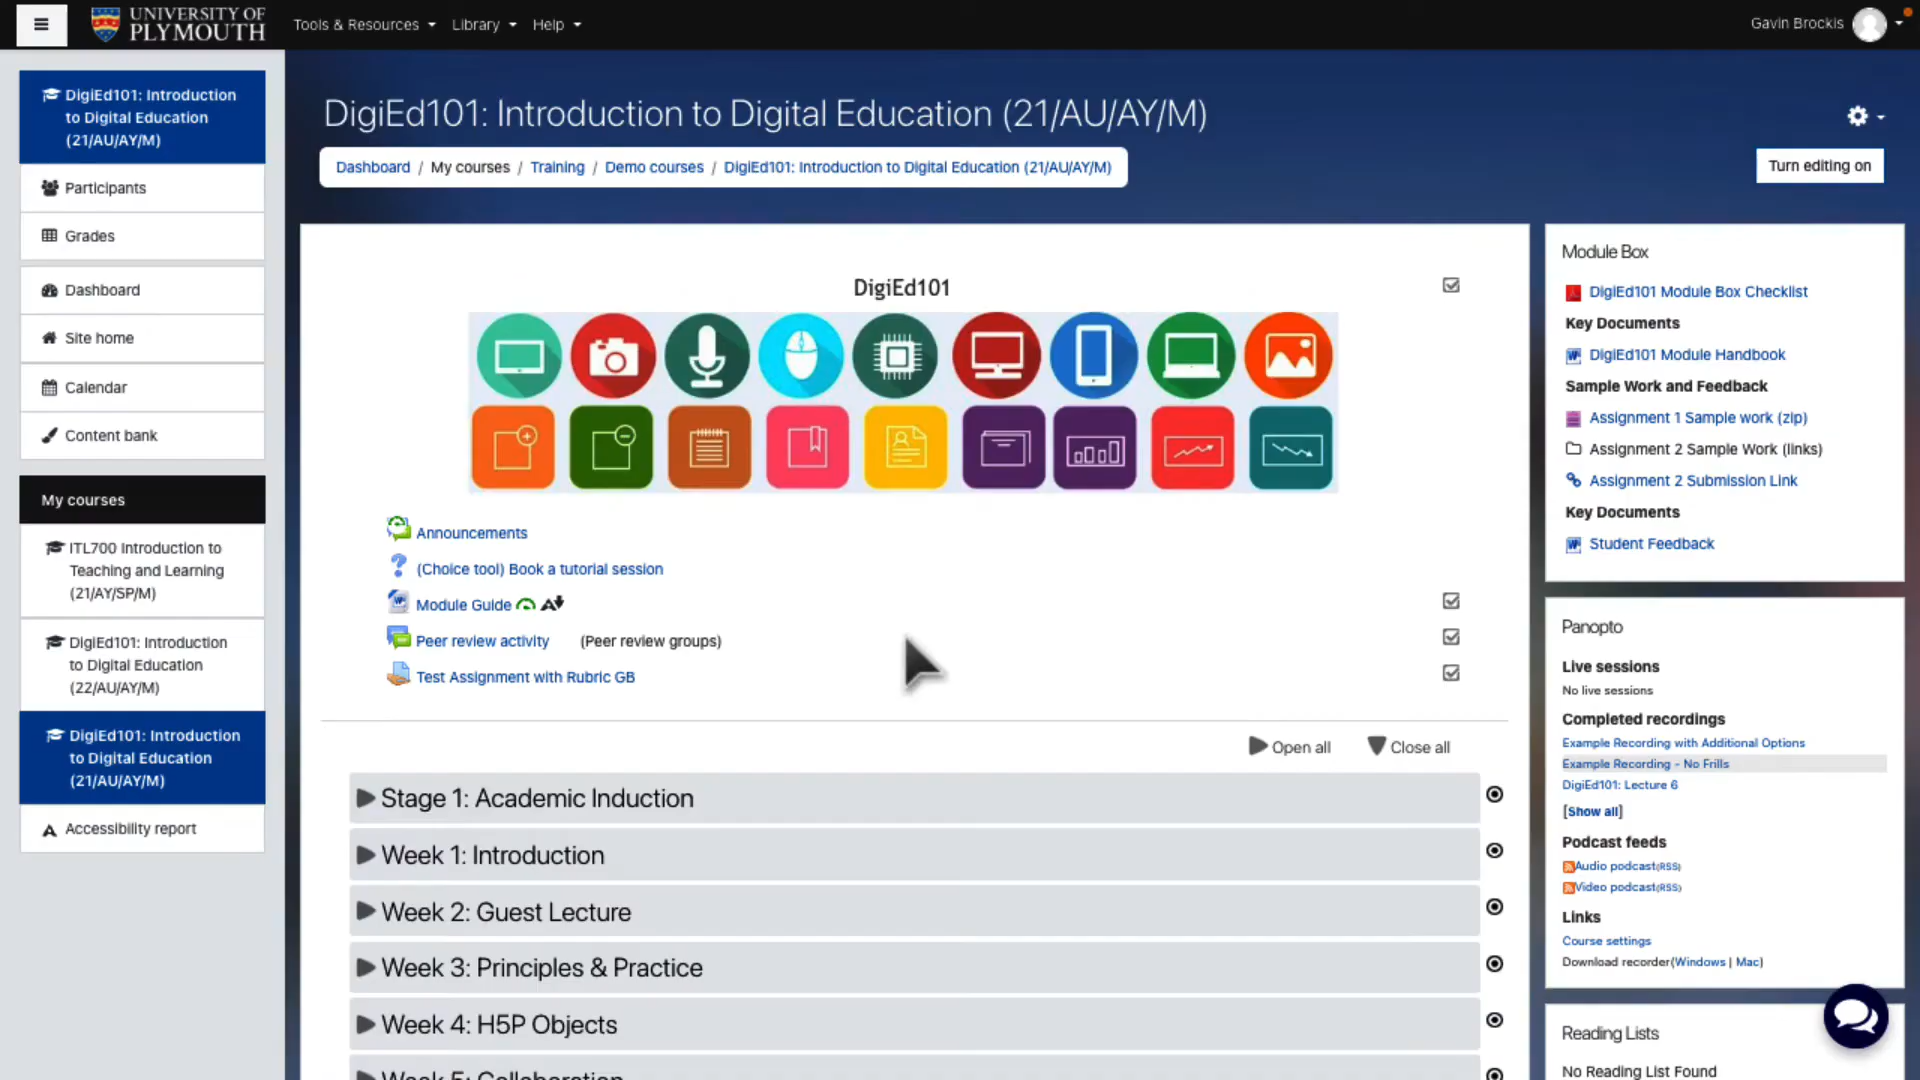 UNIVERSITY OF
PLYMOUTH
Tools & Resources
Library
Help
Gavin Brockis
DigiEd101: Introduction
to Digital Education
(21/AU/AY/M)
Participants
Grades
Dashboard
Site home
Calendar
Content bank
My courses
ITL700 Introduction to
Teaching and Learning
(21/AY/SP/M)
DigiEd101: Introduction
to Digital Education
(22/AU/AY/M)
DigiEd101: Introduction
to Digital Education
(21/AU/AY/M)
Accessibility report
DigiEd101: Introduction to Digital Education (21/AU/AY/M)
Dashboard / My courses / Training / Demo courses / DigiEd101: Introduction to Digital Education (21/AU/AY/M)
Turn editing on
DigiEd101
Announcements
(Choice tool) Book a tutorial session
Module Guide
Peer review activity (Peer review groups)
Test Assignment with Rubric GB
Open all
Close all
Stage 1: Academic Induction
Week 1: Introduction
Week 2: Guest Lecture
Week 3: Principles & Practice
Week 4: H5P Objects
Week 5: Collaboration
Module Box
DigiEd101 Module Box Checklist
Key Documents
DigiEd101 Module Handbook
Sample Work and Feedback
Assignment 1 Sample work (zip)
Assignment 2 Sample Work (links)
Assignment 2 Submission Link
Key Documents
Student Feedback
Panopto
Live sessions
No live sessions
Completed recordings
Example Recording with Additional Options
Example Recording - No Frills
DigiEd101: Lecture 6
[Show all]
Podcast feeds
Audio podcast(RSS)
Video podcast(RSS)
Links
Course settings
Download recorder(Windows | Mac)
Reading Lists
No Reading List Found